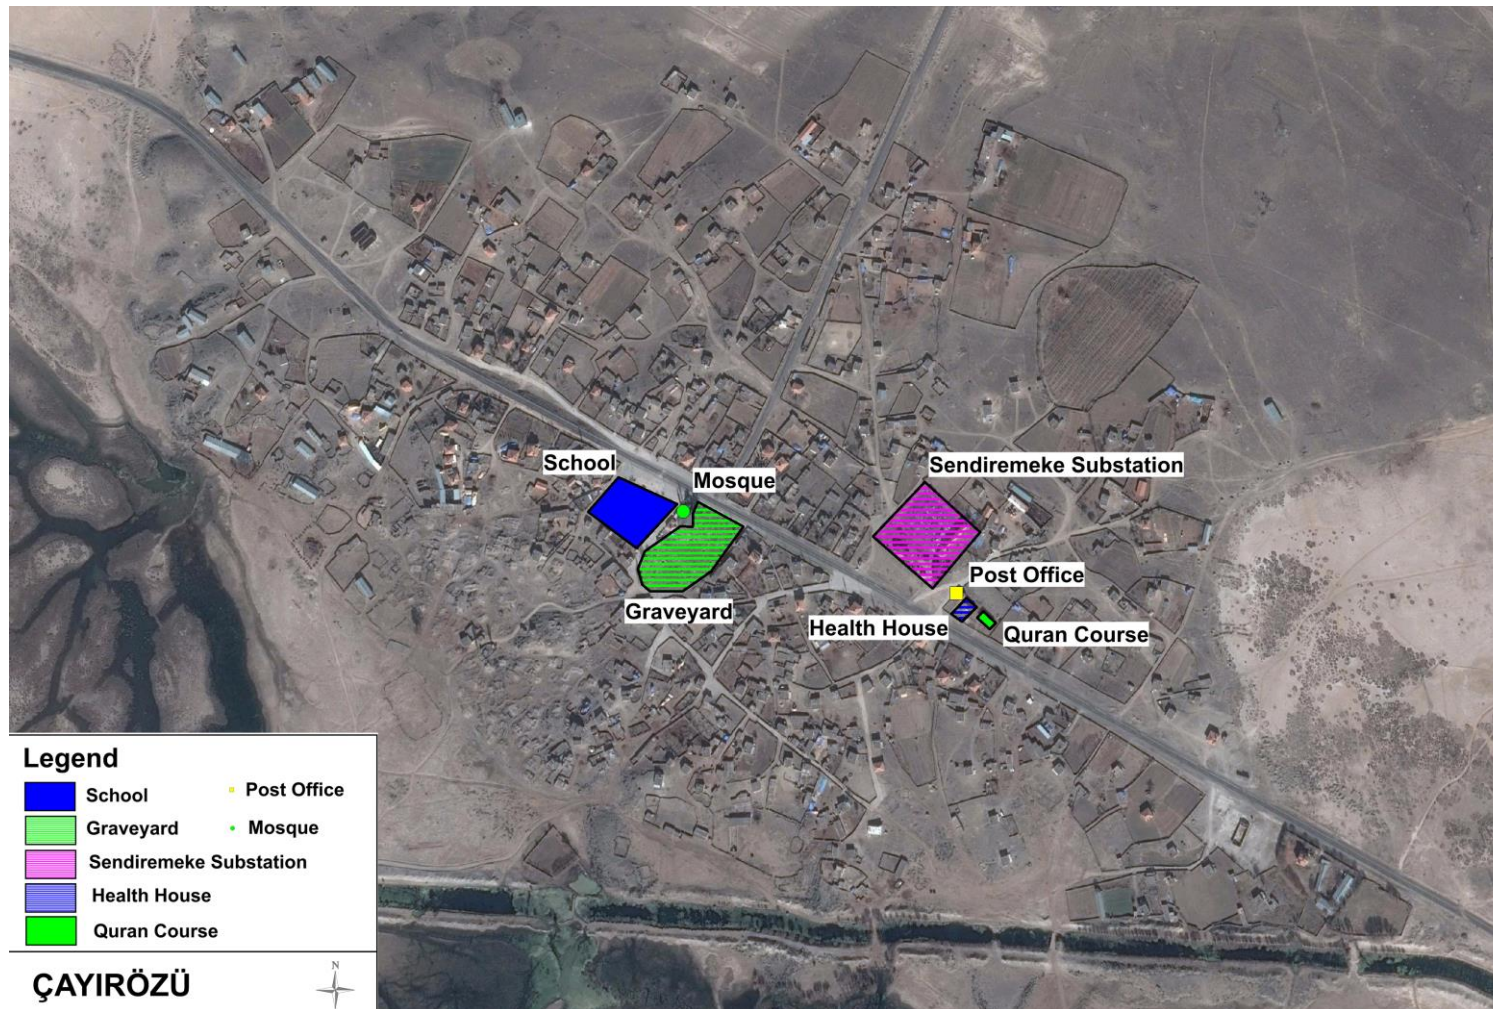 School
Mosque
Sendiremeke Substation
Post Office
Graveyard
Health House
Quran Course
Legend
School
Post Office
Graveyard
Mosque
Sendiremeke Substation
Health House
Quran Course
ÇAYIRÖZÜ
N